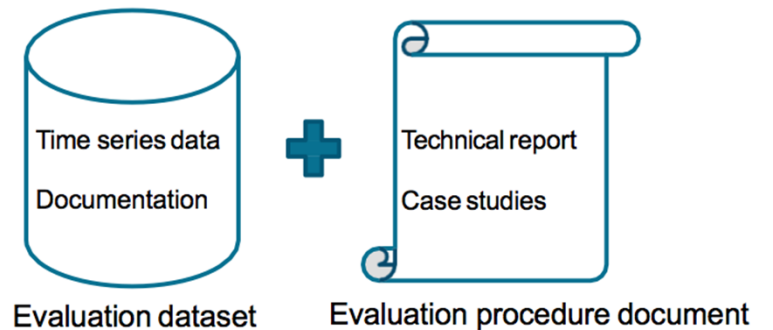 Time series data
Documentation
Evaluation dataset
Technical report
Case studies
Evaluation procedure document